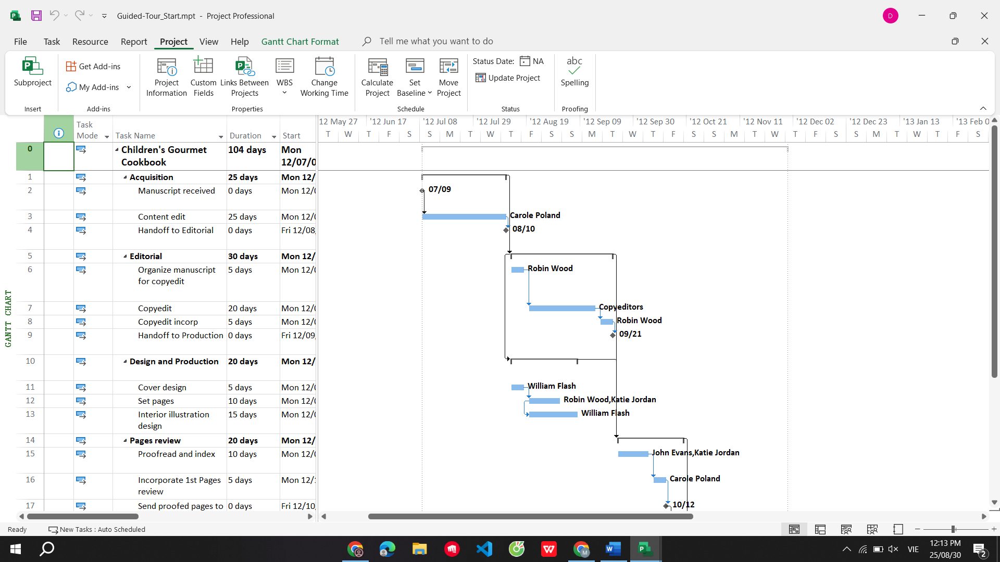 Guided-Tour_Start.mpt - Project Professional
D
File Task Resource Report Project View Help Gantt Chart Format Tell me what you want to do
Subproject
Insert
Get Add-ins
My Add-ins
Add-ins
Project Information
Custom Fields
Links Between Projects
WBS
Change Working Time
Properties
Calculate Project
Set Baseline
Move Project
Schedule
Status Date: NA
Update Project
Status
abc
Spelling
Proofing
Task Mode Task Name Duration Start
12 May 27 '12 Jun 17 '12 Jul 08 '12 Jul 29 '12 Aug 19 '12 Sep 09 '12 Sep 30 '12 Oct 21 '12 Nov 11 '12 Dec 02 '12 Dec 23 '13 Jan 13 '13 Feb 0
T W T F S S M T W T F S S M T W T F S S M T W T F S S M T W T F S
0 Children's Gourmet Cookbook 104 days Mon 12/07/0
1 Acquisition 25 days Mon 12/
2 Manuscript received 0 days Mon 12/0 07/09
3 Content edit 25 days Mon 12/0 Carole Poland
4 Handoff to Editorial 0 days Fri 12/08, 08/10
5 Editorial 30 days Mon 12/
6 Organize manuscript for copyedit 5 days Mon 12/0 Robin Wood
7 Copyedit 20 days Mon 12/0 Copyeditors
8 Copyedit incorp 5 days Mon 12/0 Robin Wood
9 Handoff to Production 0 days Fri 12/09, 09/21
10 Design and Production 20 days Mon 12/
11 Cover design 5 days Mon 12/0 William Flash
12 Set pages 10 days Mon 12/0 Robin Wood,Katie Jordan
13 Interior illustration design 15 days Mon 12/0 William Flash
14 Pages review 20 days Mon 12/
15 Proofread and index 10 days Mon 12/0 John Evans,Katie Jordan
16 Incorporate 1st Pages review 5 days Mon 12/1 Carole Poland
17 Send proofed pages to 0 days Fri 12/10, 10/12
GANTT CHART
Ready New Tasks : Auto Scheduled
VIE
12:13 PM
25/08/30
2